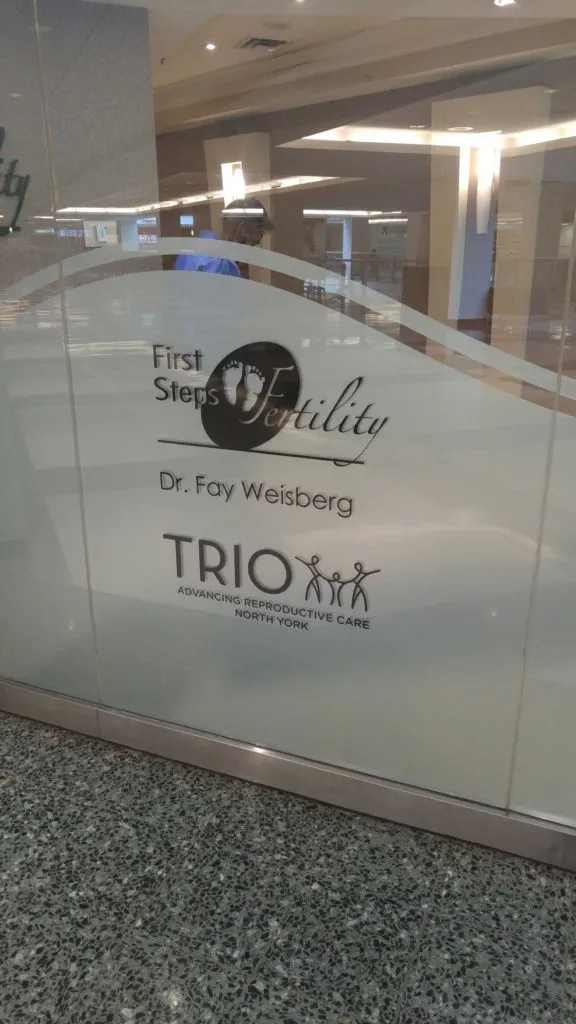 First
Steps Fertility
Dr. Fay Weisberg
TRIO
ADVANCING REPRODUCTIVE CARE
NORTH YORK